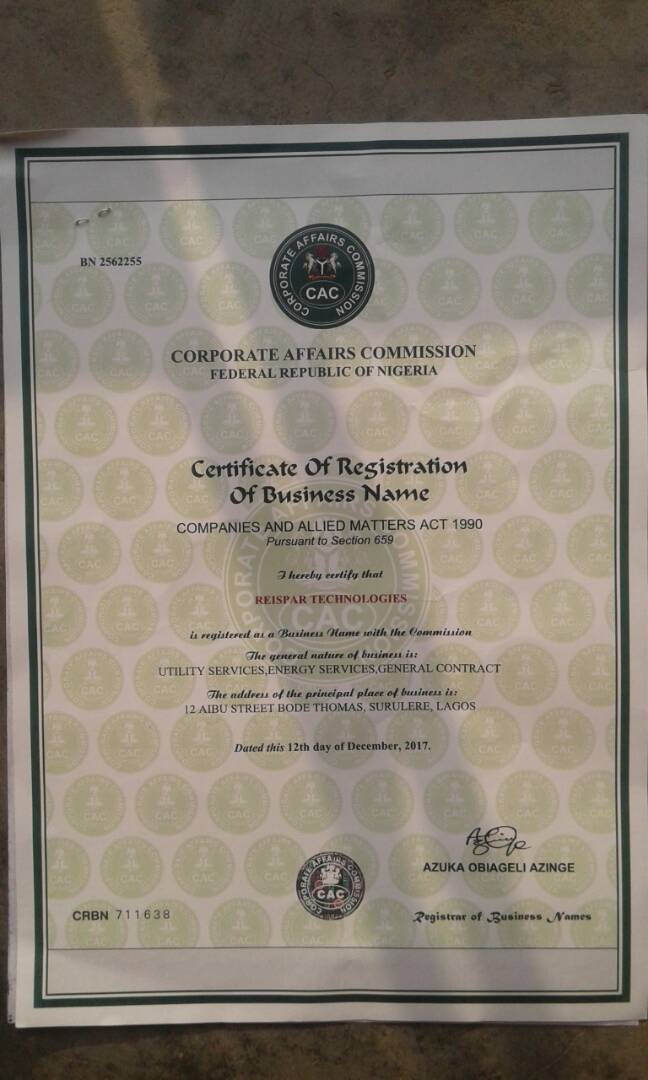 BN 2562255
CORPORATE AFFAIRS COMMISSION
CAC
CORPORATE AFFAIRS COMMISSION
FEDERAL REPUBLIC OF NIGERIA
Certificate Of Registration
Of Business Name
COMPANIES AND ALLIED MATTERS ACT 1990
Pursuant to Section 659
I hereby certify that
REISPAR TECHNOLOGIES
is registered as a Business Name with the Commission
The general nature of business is:
UTILITY SERVICES,ENERGY SERVICES,GENERAL CONTRACT
The address of the principal place of business is:
12 AIBU STREET BODE THOMAS, SURULERE, LAGOS
Dated this 12th day of December, 2017.
CORPORATE AFFAIRS COMMISSION
CAC
AZUKA OBIAGELI AZINGE
CRBN 711638
Registrar of Business Names